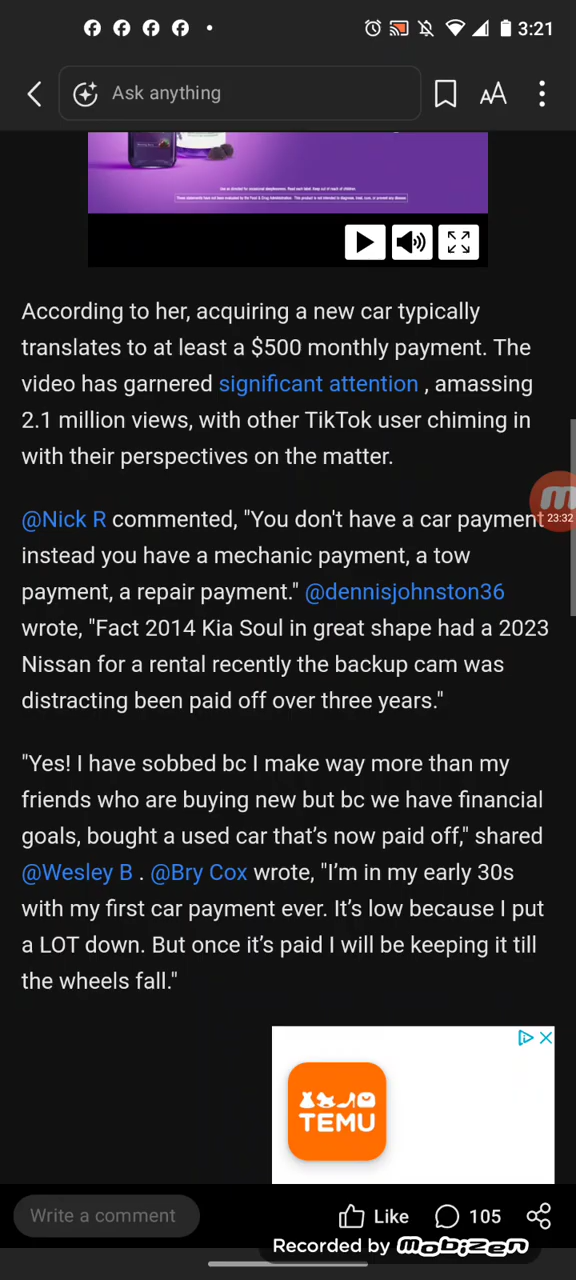 3:21
Ask anything
AA
According to her, acquiring a new car typically
translates to at least a $500 monthly payment. The
video has garnered significant attention , amassing
2.1 million views, with other TikTok user chiming in
with their perspectives on the matter.
23:32
@Nick R commented, "You don't have a car payment
instead you have a mechanic payment, a tow
payment, a repair payment." @dennisjohnston36
wrote, "Fact 2014 Kia Soul in great shape had a 2023
Nissan for a rental recently the backup cam was
distracting been paid off over three years."
"Yes! I have sobbed bc I make way more than my
friends who are buying new but bc we have financial
goals, bought a used car that’s now paid off," shared
@Wesley B . @Bry Cox wrote, "I’m in my early 30s
with my first car payment ever. It’s low because I put
a LOT down. But once it’s paid I will be keeping it till
the wheels fall."
TEMU
Write a comment
Like
105
Recorded by mobizen